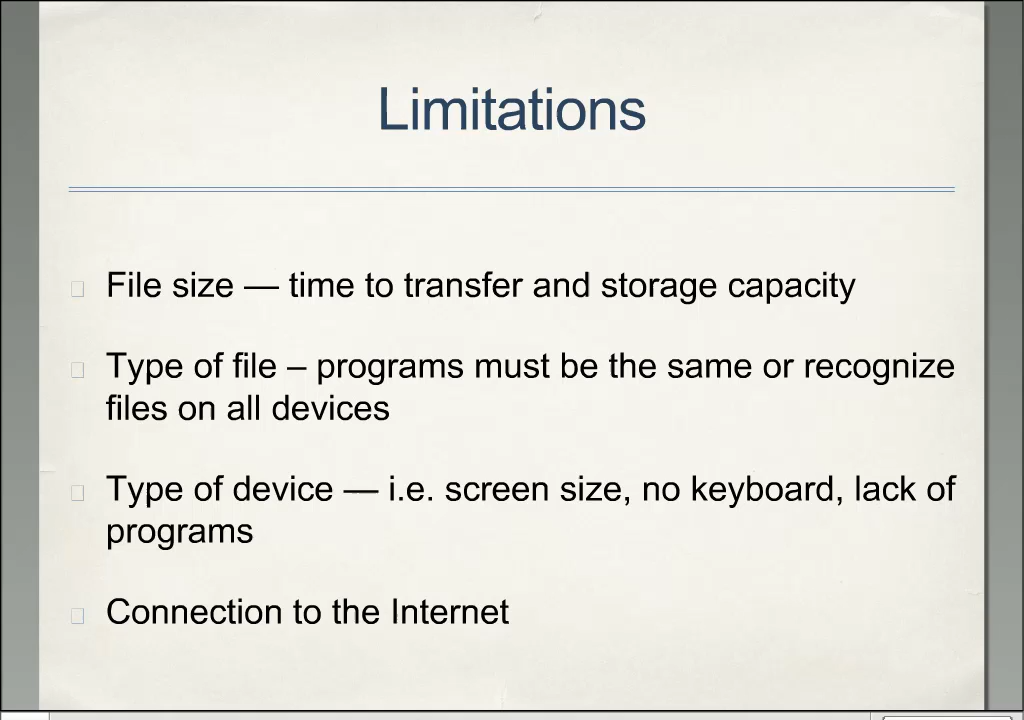 Limitations
File size — time to transfer and storage capacity
Type of file – programs must be the same or recognize
files on all devices
Type of device — i.e. screen size, no keyboard, lack of
programs
Connection to the Internet